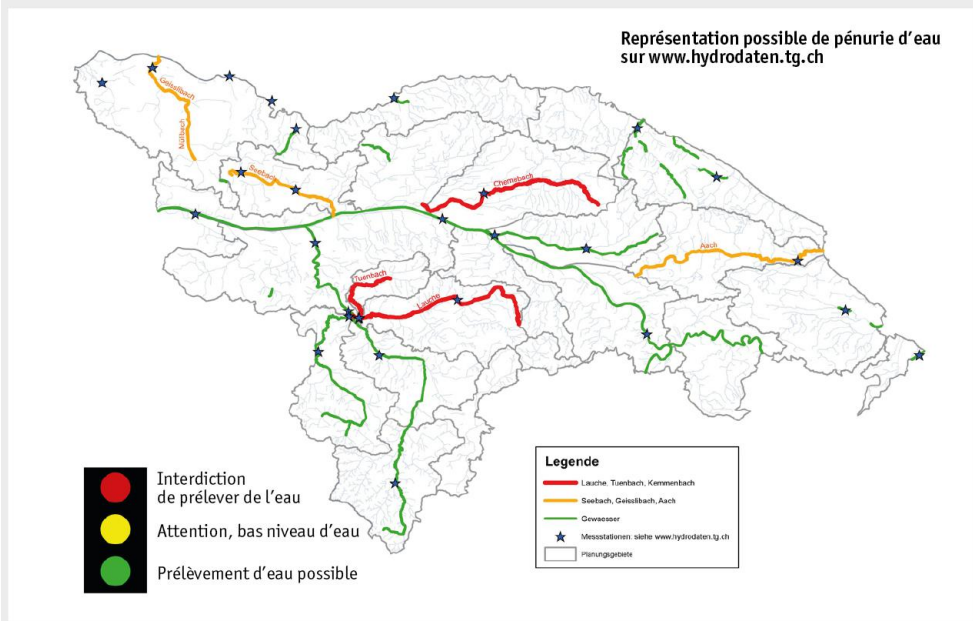 Représentation possible de pénurie d'eau
sur www.hydrodaten.tg.ch
Geisslibach
Nülibach
Seebach
Chemebach
Aach
Tuenbach
Lauche
Interdiction
de prélever de l'eau
Attention, bas niveau d'eau
Prélèvement d'eau possible
Legende
Lauche, Tuenbach, Kemmenbach
Seebach, Geisslibach, Aach
Gewaesser
Messstationen: siehe www.hydrodaten.tg.ch
Planungsgebiete